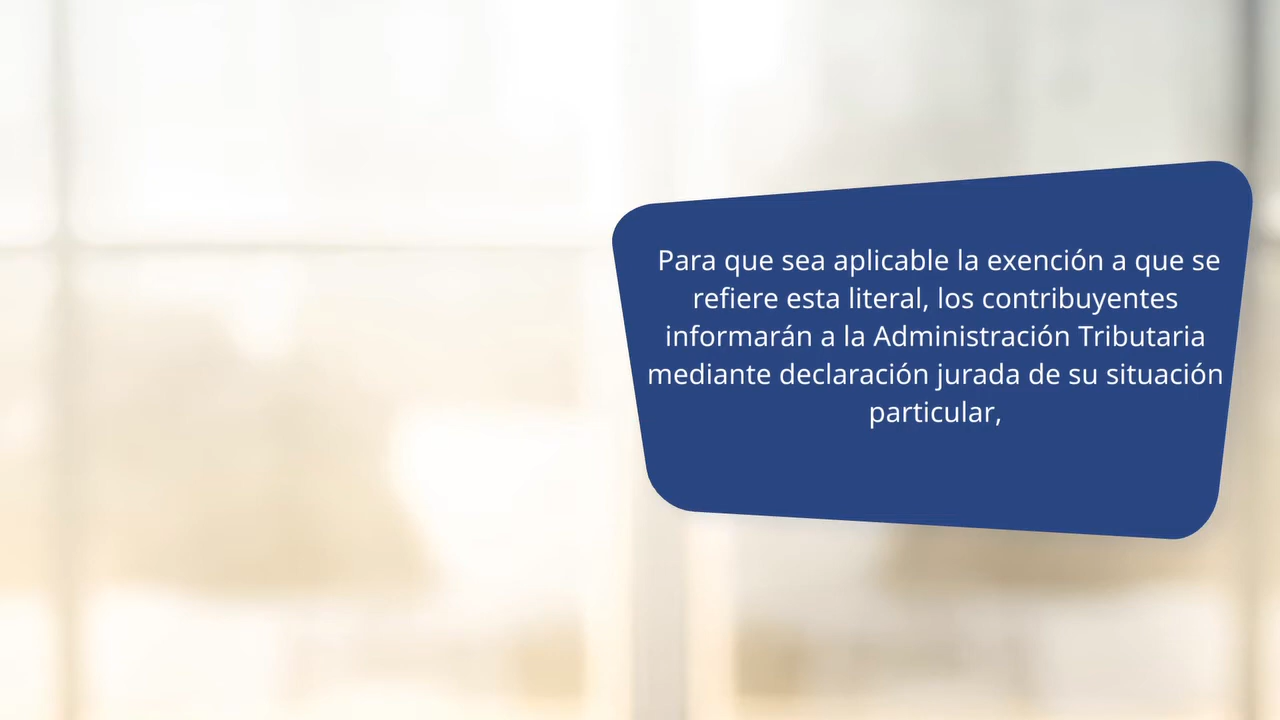 Para que sea aplicable la exención a que se
refiere esta literal, los contribuyentes
informarán a la Administración Tributaria
mediante declaración jurada de su situación
particular,